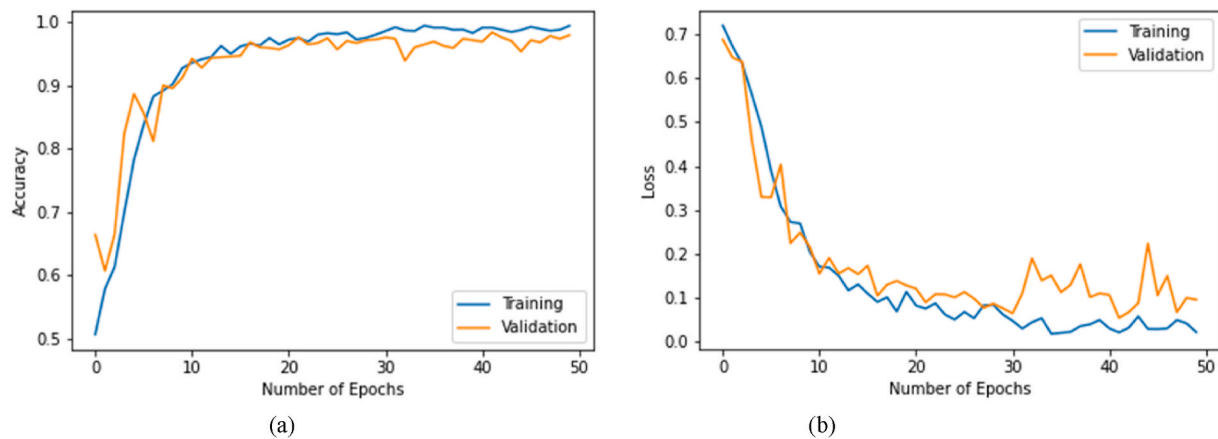 1.0
0.9
0.8
0.7
0.6
0.5
Accuracy
Training
Validation
0 10 20 30 40 50
Number of Epochs
(a)
0.7
0.6
0.5
0.4
0.3
0.2
0.1
0.0
Loss
Training
Validation
0 10 20 30 40 50
Number of Epochs
(b)